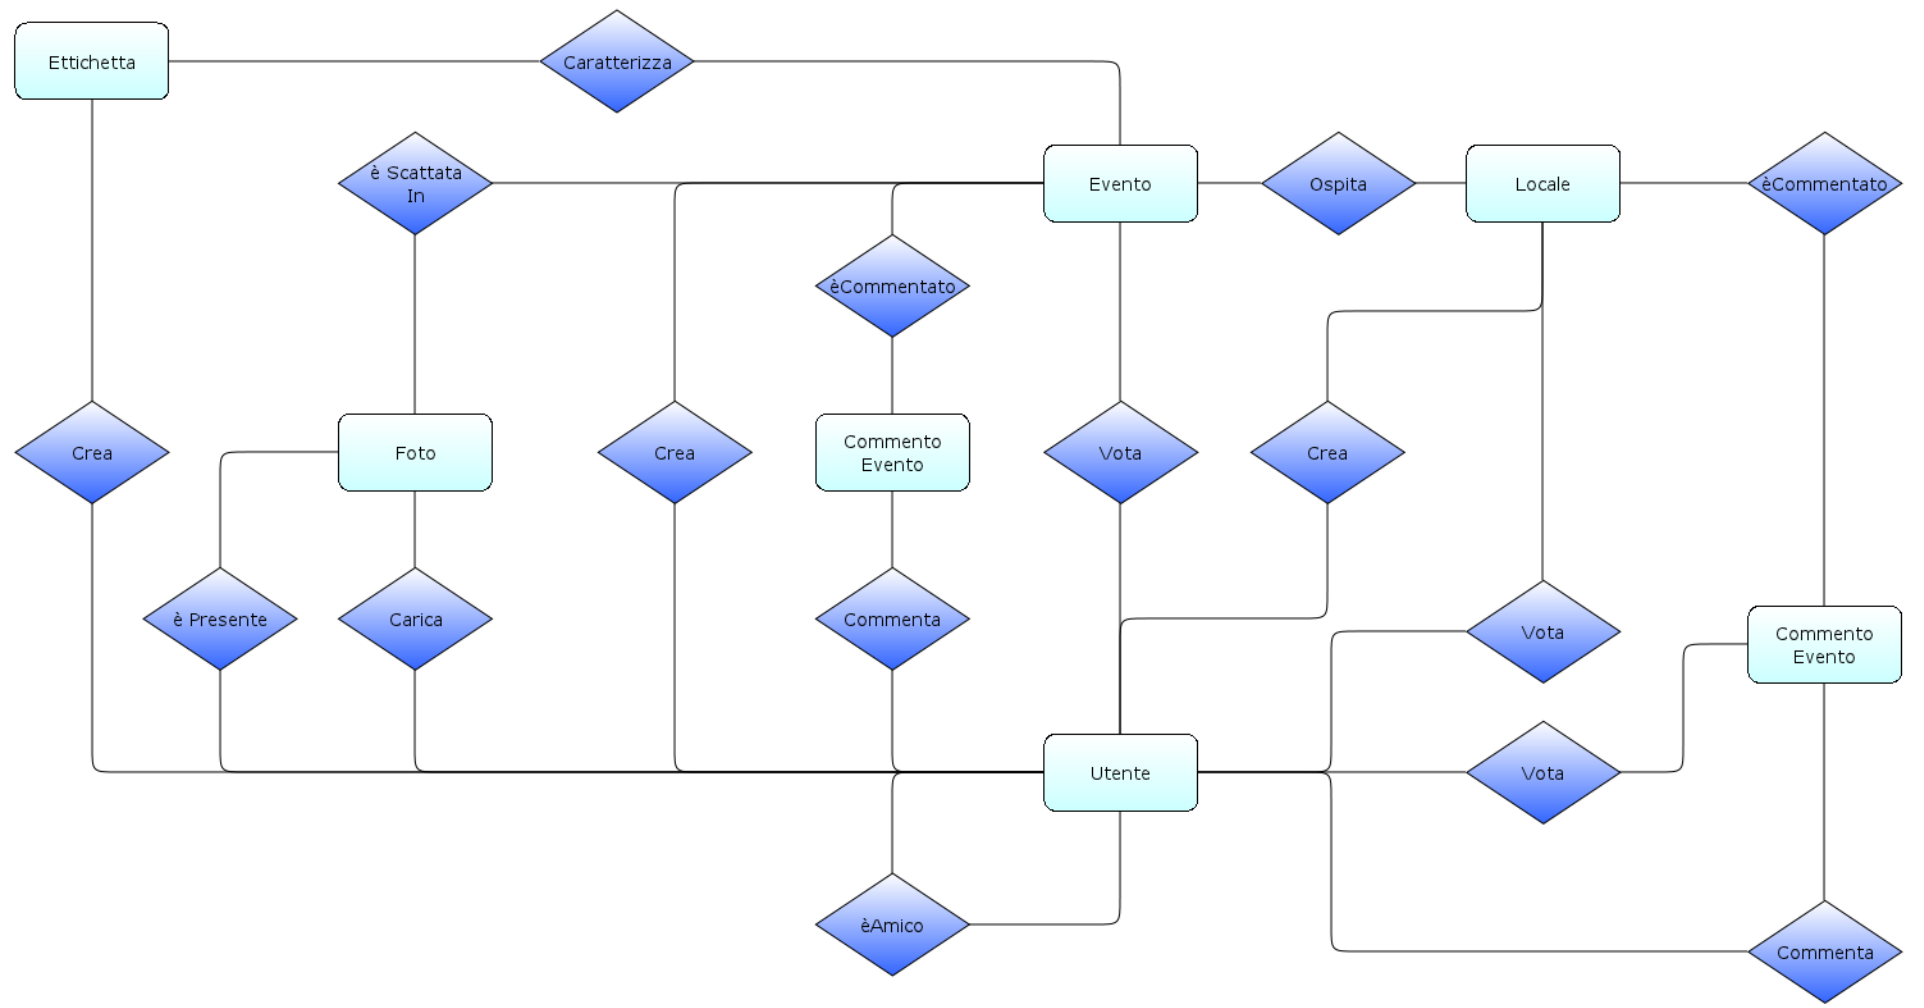 Ettichetta
Caratterizza
è Scattata
In
Evento
Ospita
Locale
èCommentato
èCommentato
Crea
Foto
Crea
Commento
Evento
Vota
Crea
è Presente
Carica
Commenta
Vota
Commento
Evento
Utente
Vota
èAmico
Commenta